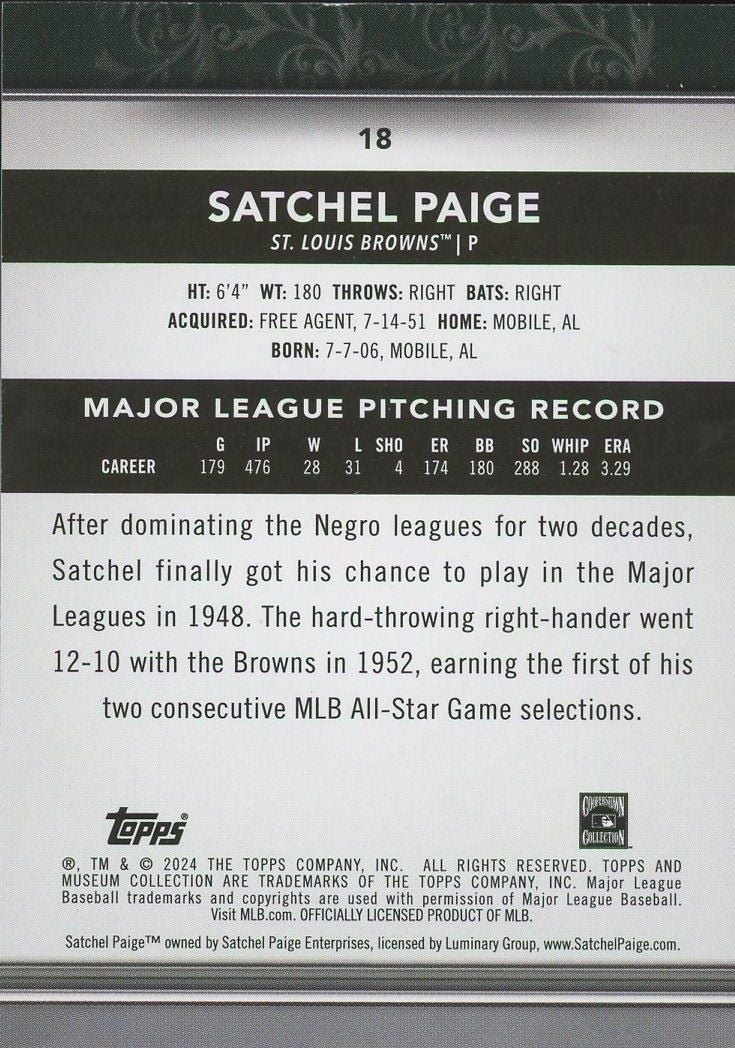 18
SATCHEL PAIGE
ST. LOUIS BROWNS™ | P
HT: 6'4" WT: 180 THROWS: RIGHT BATS: RIGHT
ACQUIRED: FREE AGENT, 7-14-51 HOME: MOBILE, AL
BORN: 7-7-06, MOBILE, AL
MAJOR LEAGUE PITCHING RECORD
G IP W L SHO ER BB SO WHIP ERA
CAREER 179 476 28 31 4 174 180 288 1.28 3.29
After dominating the Negro leagues for two decades,
Satchel finally got his chance to play in the Major
Leagues in 1948. The hard-throwing right-hander went
12-10 with the Browns in 1952, earning the first of his
two consecutive MLB All-Star Game selections.
Topps®
COOPERSTOWN
COLLECTION
®, TM & © 2024 THE TOPPS COMPANY, INC. ALL RIGHTS RESERVED. TOPPS AND
MUSEUM COLLECTION ARE TRADEMARKS OF THE TOPPS COMPANY, INC. Major League
Baseball trademarks and copyrights are used with permission of Major League Baseball.
Visit MLB.com. OFFICIALLY LICENSED PRODUCT OF MLB.
Satchel Paige™ owned by Satchel Paige Enterprises, licensed by Luminary Group, www.SatchelPaige.com.